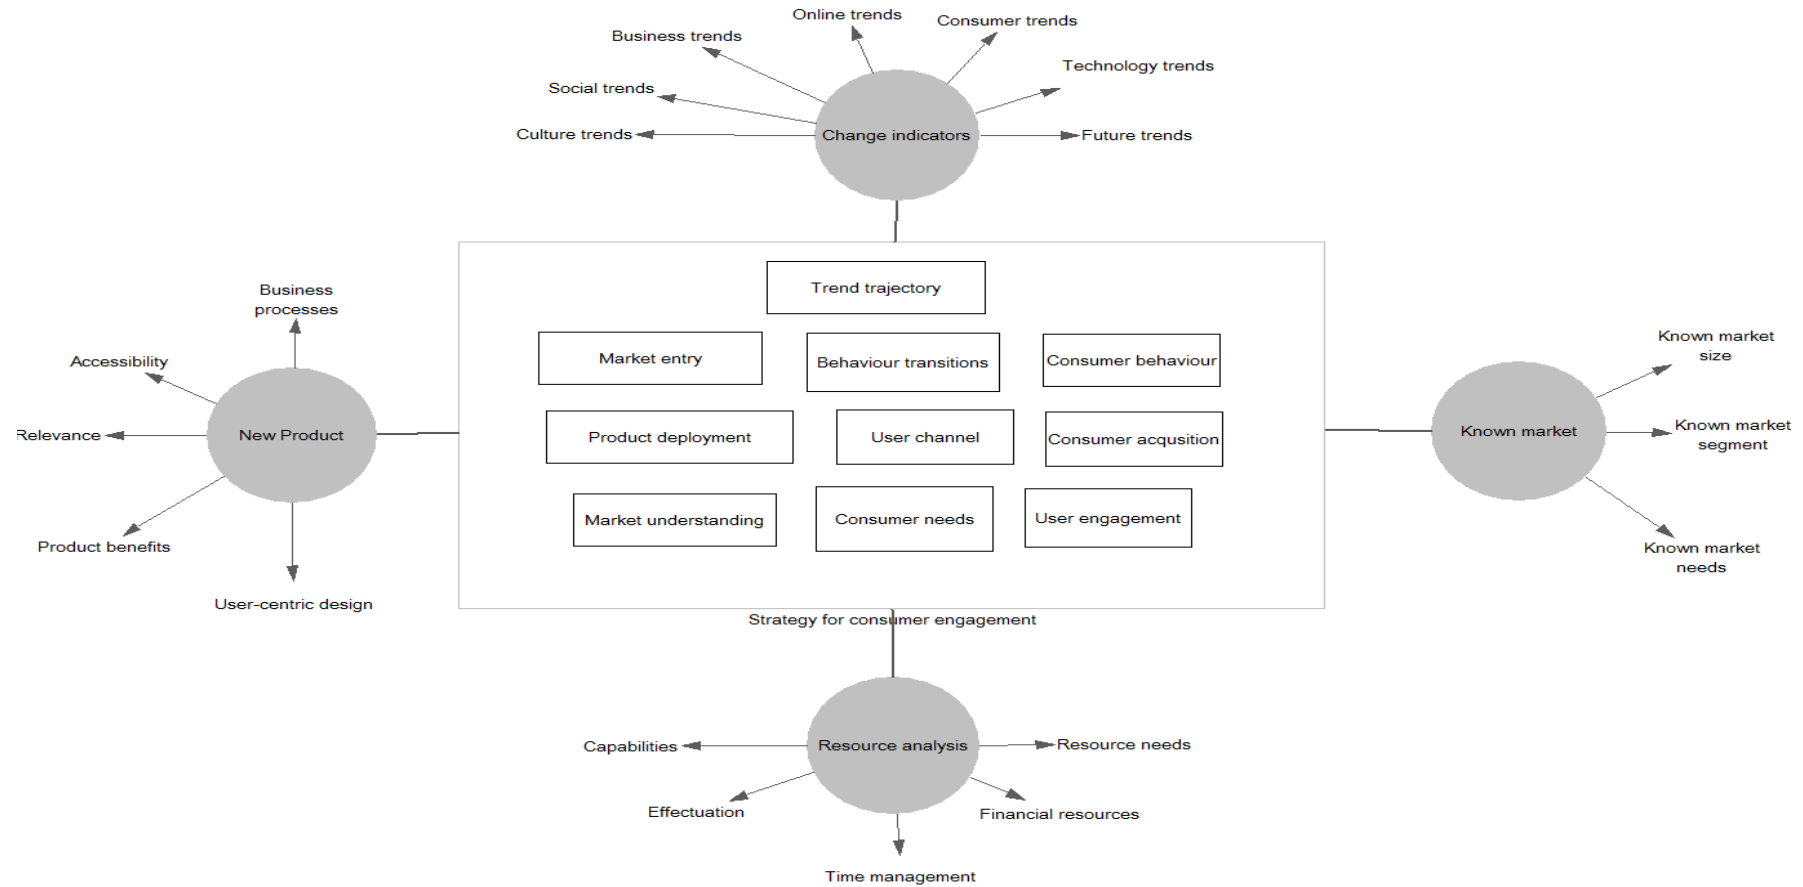 Online trends
Consumer trends
Business trends
Technology trends
Social trends
Culture trends
Change indicators
Future trends
Trend trajectory
Business
processes
Market entry
Behaviour transitions
Consumer behaviour
Known market
size
Accessibility
Relevance
New Product
Product deployment
User channel
Consumer acqusition
Known market
Known market
segment
Market understanding
Consumer needs
User engagement
Product benefits
Known market
needs
User-centric design
Strategy for consumer engagement
Capabilities
Resource analysis
Resource needs
Effectuation
Financial resources
Time management